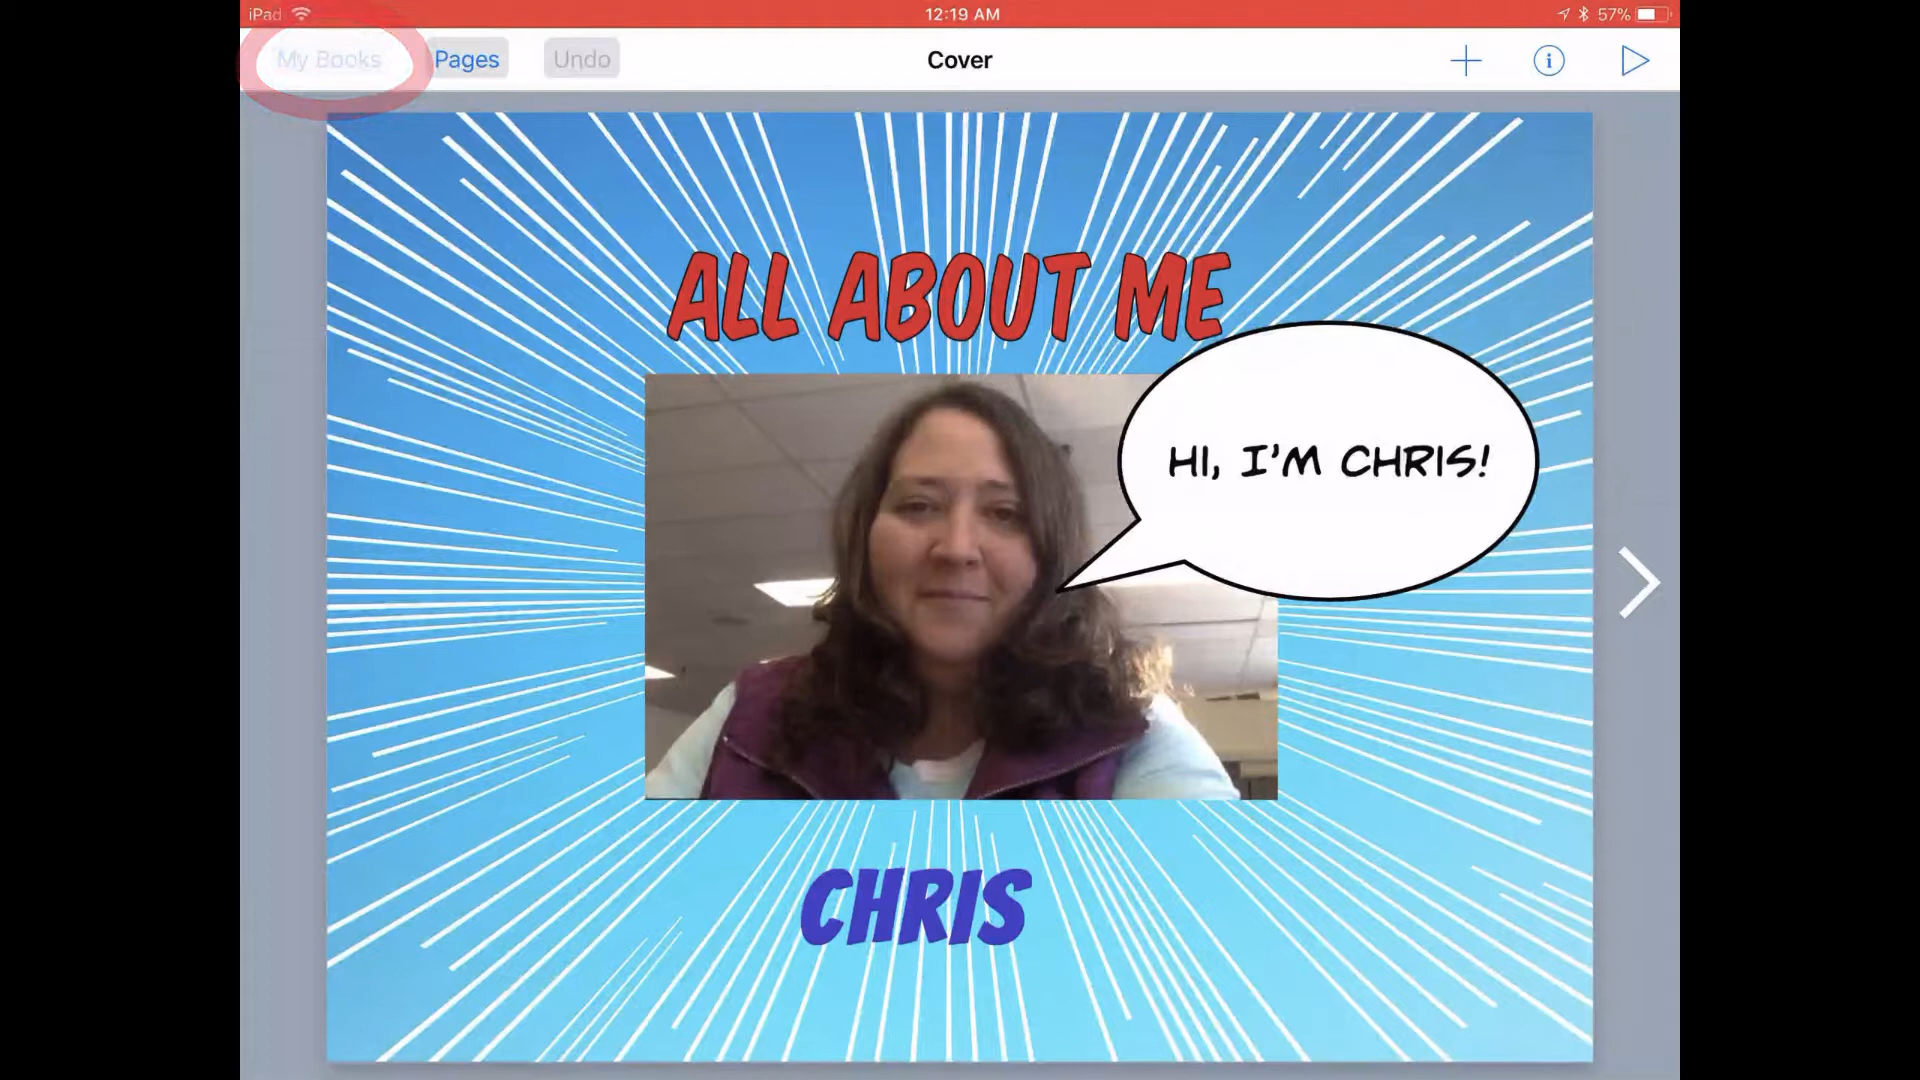 iPad 12:19 AM 57%
My Books Pages Undo Cover
ALL ABOUT ME
HI, I'M CHRIS!
CHRIS